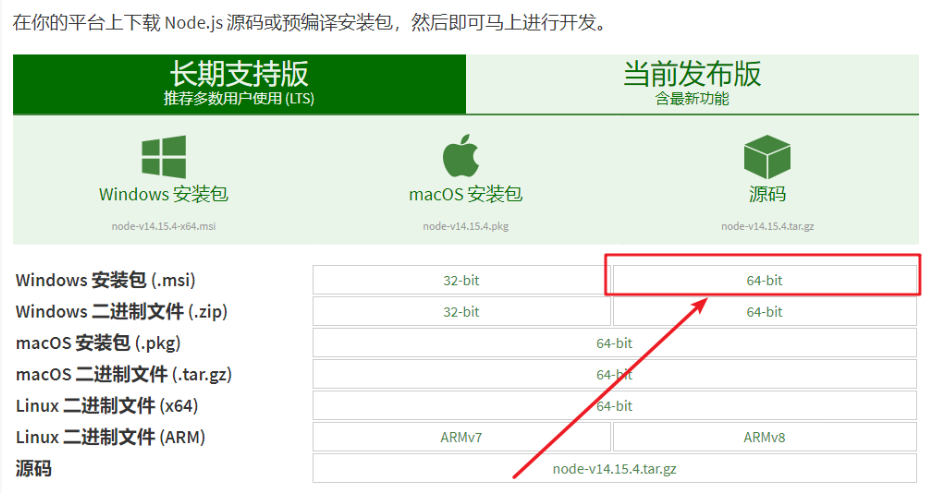 在你的平台上下载 Node.js 源码或预编译安装包，然后即可马上进行开发。
长期支持版
推荐多数用户使用 (LTS)
当前发布版
含最新功能
Windows 安装包
node-v14.15.4-x64.msi
macOS 安装包
node-v14.15.4.pkg
源码
node-v14.15.4.tar.gz
Windows 安装包 (.msi) 32-bit 64-bit
Windows 二进制文件 (.zip) 32-bit 64-bit
macOS 安装包 (.pkg) 64-bit
macOS 二进制文件 (.tar.gz) 64-bit
Linux 二进制文件 (x64) 64-bit
Linux 二进制文件 (ARM) ARMv7 ARMv8
源码 node-v14.15.4.tar.gz